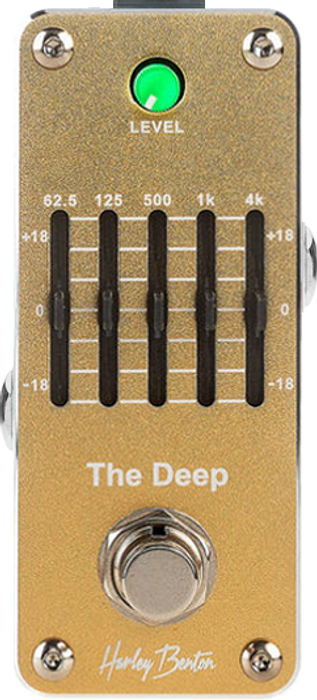 LEVEL
62.5 125 500 1k 4k
+18 +18
0 0
-18 -18
The Deep
Harley Benton